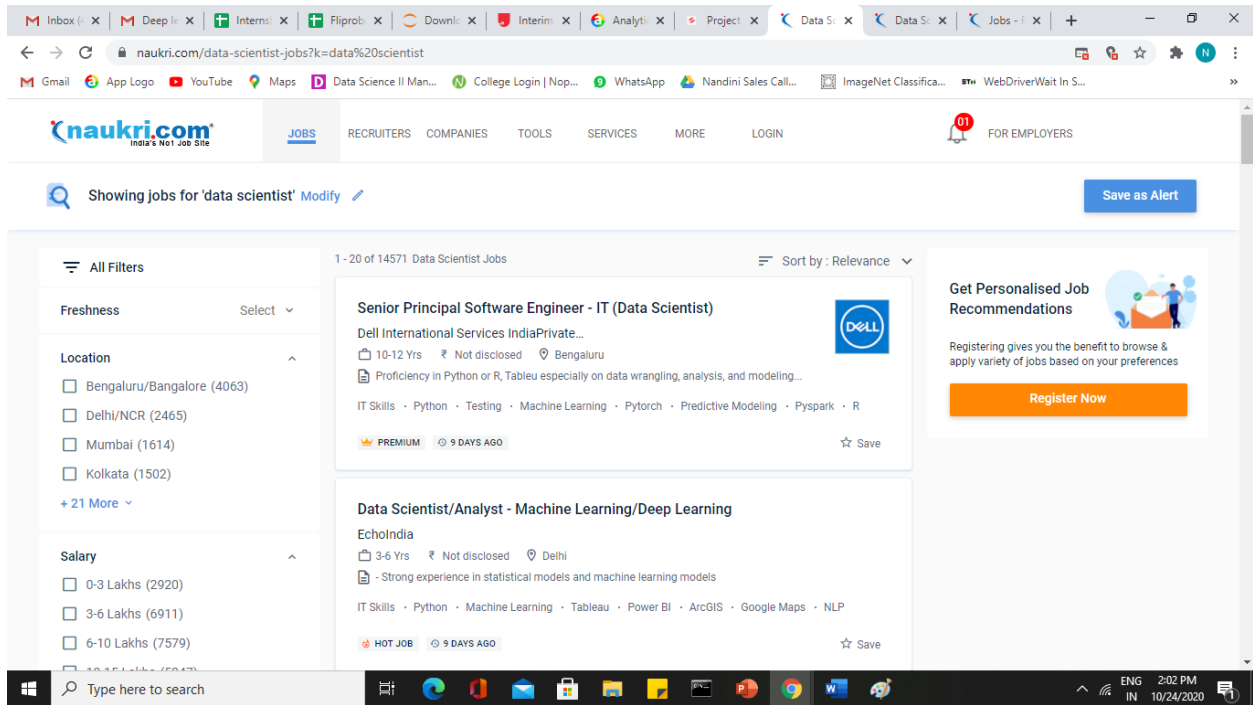 Inbox (
Deep le
Interns
Fliprob
Downlc
Interim
Analyti
Project
Data Sc
Data Sc
Jobs - F
naukri.com/data-scientist-jobs?k=data%20scientist
N
Gmail
App Logo
YouTube
Maps
Data Science II Man...
College Login | Nop...
WhatsApp
Nandini Sales Call...
ImageNet Classifica...
WebDriverWait In S...
»
naukri.com
India's No1 Job Site
JOBS
RECRUITERS
COMPANIES
TOOLS
SERVICES
MORE
LOGIN
01
FOR EMPLOYERS
Showing jobs for 'data scientist' Modify
Save as Alert
All Filters
Freshness
Select
Location
Bengaluru/Bangalore (4063)
Delhi/NCR (2465)
Mumbai (1614)
Kolkata (1502)
+ 21 More
Salary
0-3 Lakhs (2920)
3-6 Lakhs (6911)
6-10 Lakhs (7579)
1 - 20 of 14571 Data Scientist Jobs
Sort by : Relevance
Senior Principal Software Engineer - IT (Data Scientist)
DELL
Dell International Services IndiaPrivate...
10-12 Yrs ₹ Not disclosed Bengaluru
Proficiency in Python or R, Tableu especially on data wrangling, analysis, and modeling...
IT Skills · Python · Testing · Machine Learning · Pytorch · Predictive Modeling · Pyspark · R
PREMIUM
9 DAYS AGO
Save
Data Scientist/Analyst - Machine Learning/Deep Learning
EchoIndia
3-6 Yrs ₹ Not disclosed Delhi
- Strong experience in statistical models and machine learning models
IT Skills · Python · Machine Learning · Tableau · Power BI · ArcGIS · Google Maps · NLP
HOT JOB
9 DAYS AGO
Save
Get Personalised Job
Recommendations
Registering gives you the benefit to browse &
apply variety of jobs based on your preferences
Register Now
Type here to search
ENG
IN
2:02 PM
10/24/2020